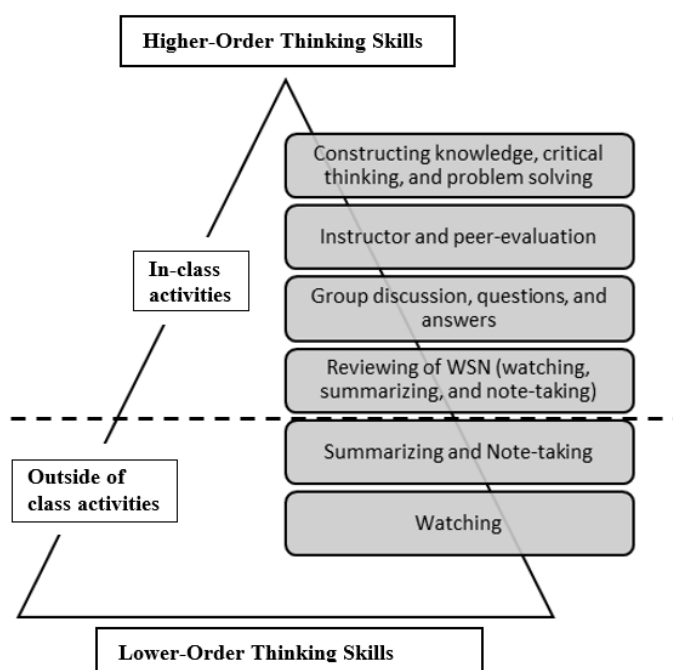 Higher-Order Thinking Skills
Constructing knowledge, critical
thinking, and problem solving
Instructor and peer-evaluation
In-class
activities
Group discussion, questions, and
answers
Reviewing of WSN (watching,
summarizing, and note-taking)
Summarizing and Note-taking
Outside of
class activities
Watching
Lower-Order Thinking Skills